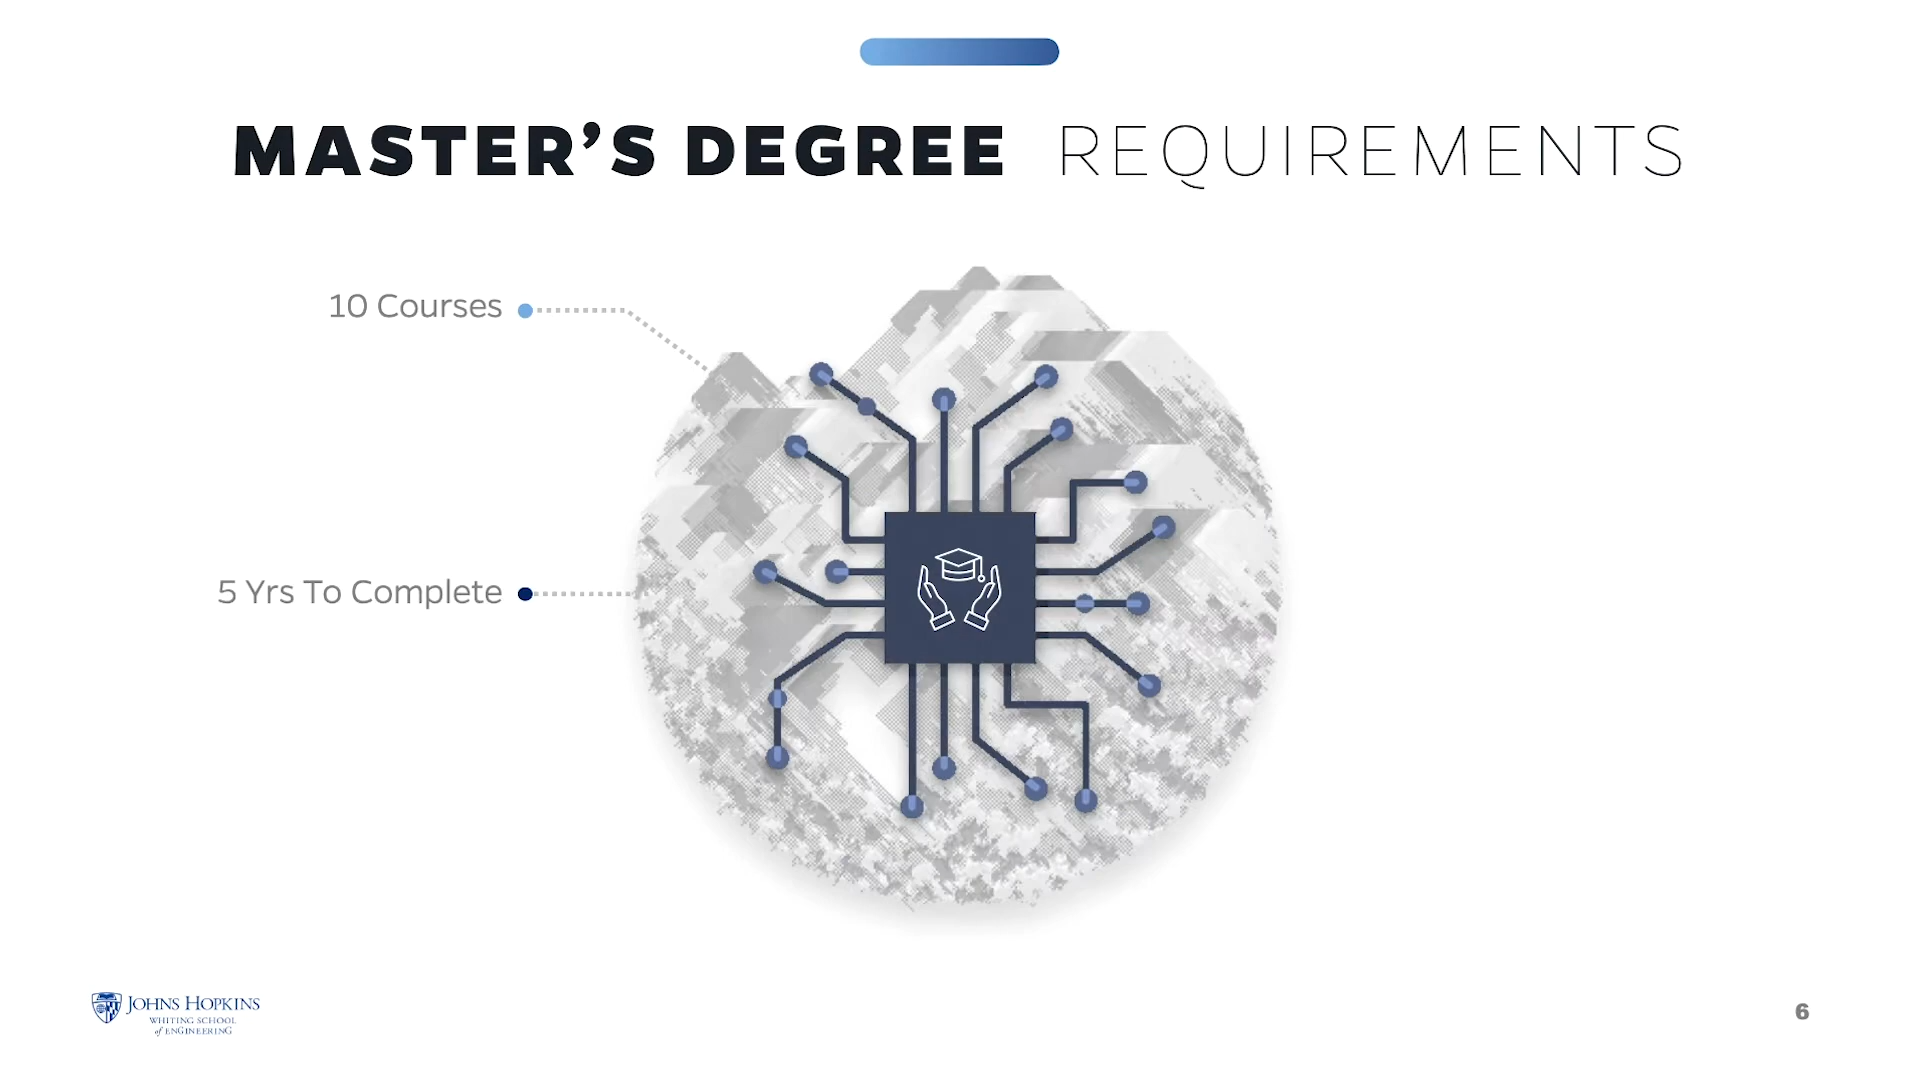 MASTER’S DEGREE REQUIREMENTS
10 Courses
5 Yrs To Complete
JOHNS HOPKINS
WHITING SCHOOL
of ENGINEERING
6